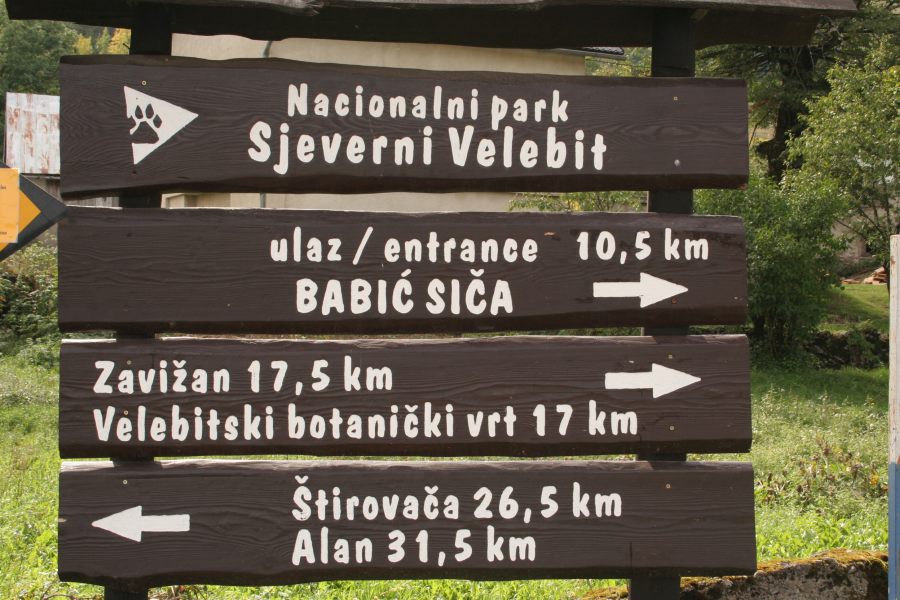 Nacionalni park
Sjeverni Velebit
ulaz / entrance 10,5 km
BABIĆ SIČA
Zavižan 17,5 km
Velebitski botanički vrt 17 km
Štirovača 26,5 km
Alan 31,5 km